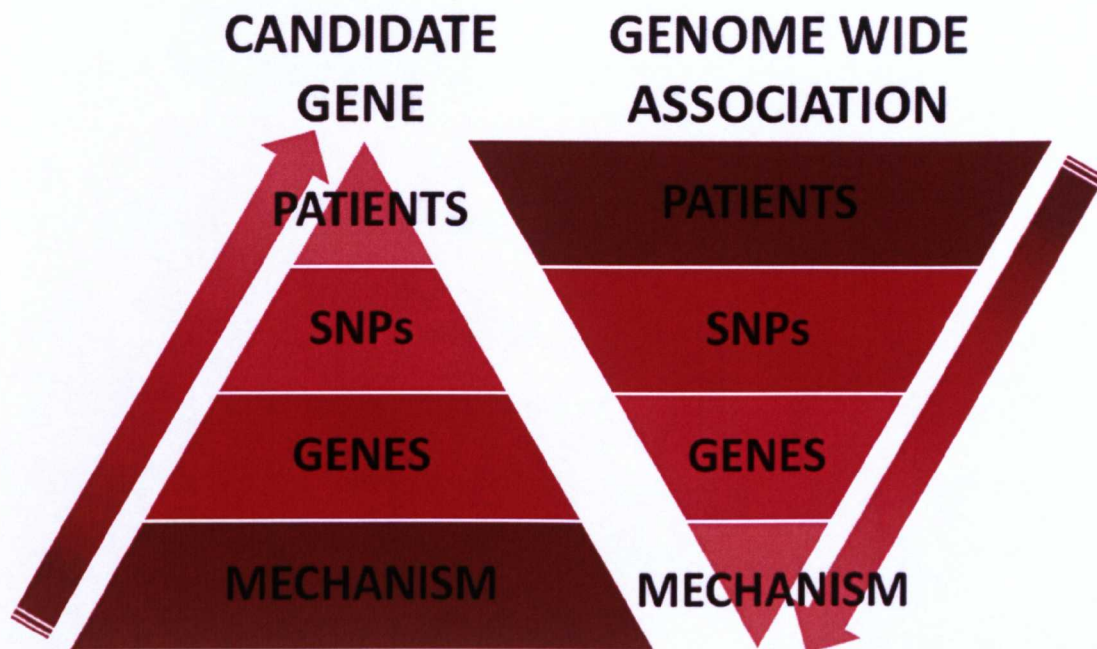 CANDIDATE
GENE
PATIENTS
SNPs
GENES
MECHANISM
GENOME WIDE
ASSOCIATION
PATIENTS
SNPs
GENES
MECHANISM